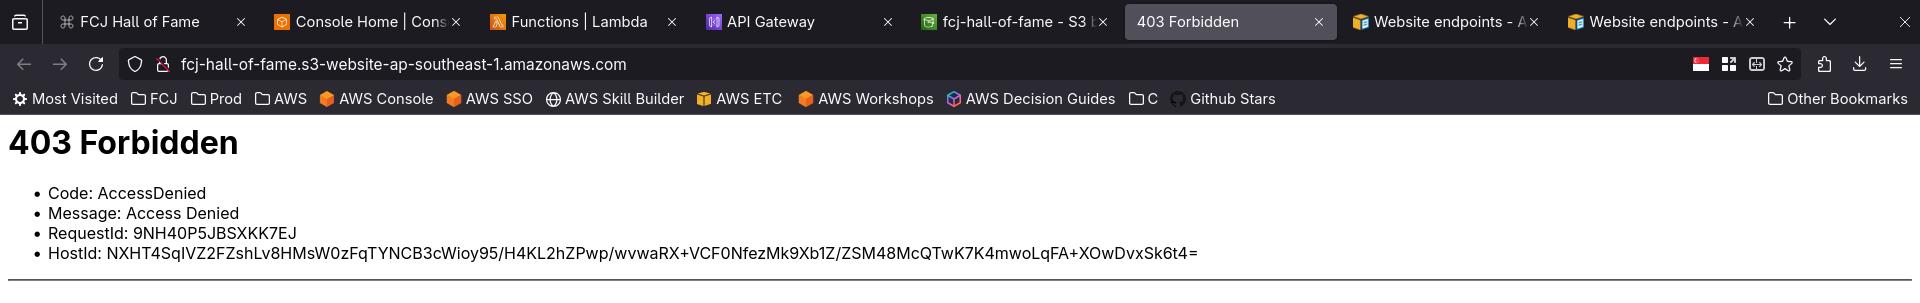 FCJ Hall of Fame
Console Home | Cons
Functions | Lambda
API Gateway
fcj-hall-of-fame - S3
403 Forbidden
Website endpoints - A
Website endpoints - A
fcj-hall-of-fame.s3-website-ap-southeast-1.amazonaws.com
Most Visited FCJ Prod AWS AWS Console AWS SSO AWS Skill Builder AWS ETC AWS Workshops AWS Decision Guides C Github Stars Other Bookmarks
403 Forbidden
• Code: AccessDenied
• Message: Access Denied
• RequestId: 9NH40P5JBSXKK7EJ
• HostId: NXHT4SqIVZ2FZshLv8HMsW0zFqTYNCB3cWioy95/H4KL2hZPwp/wvwaRX+VCF0NfezMk9Xb1Z/ZSM48McQTwK7K4mwoLqFA+XOwDvxSk6t4=